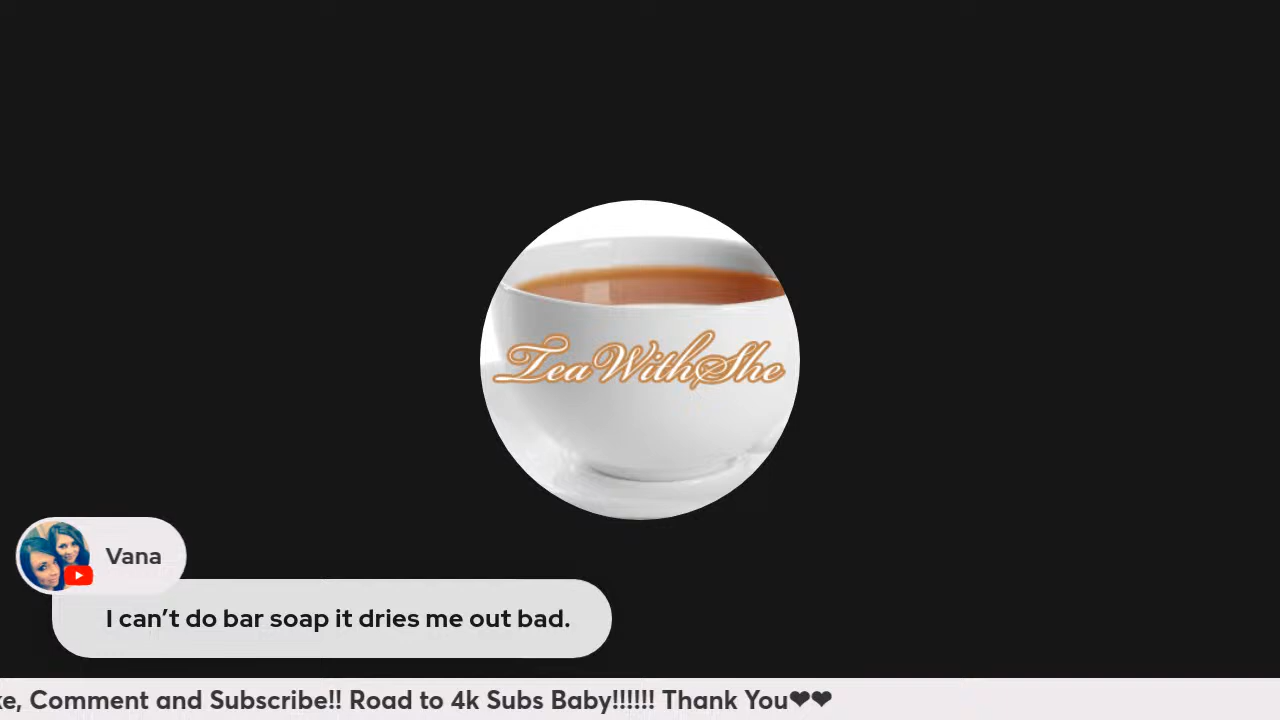 TeaWithShe
Vana
I can’t do bar soap it dries me out bad.
Comment and Subscribe!! Road to 4k Subs Baby!!!!!! Thank You❤❤